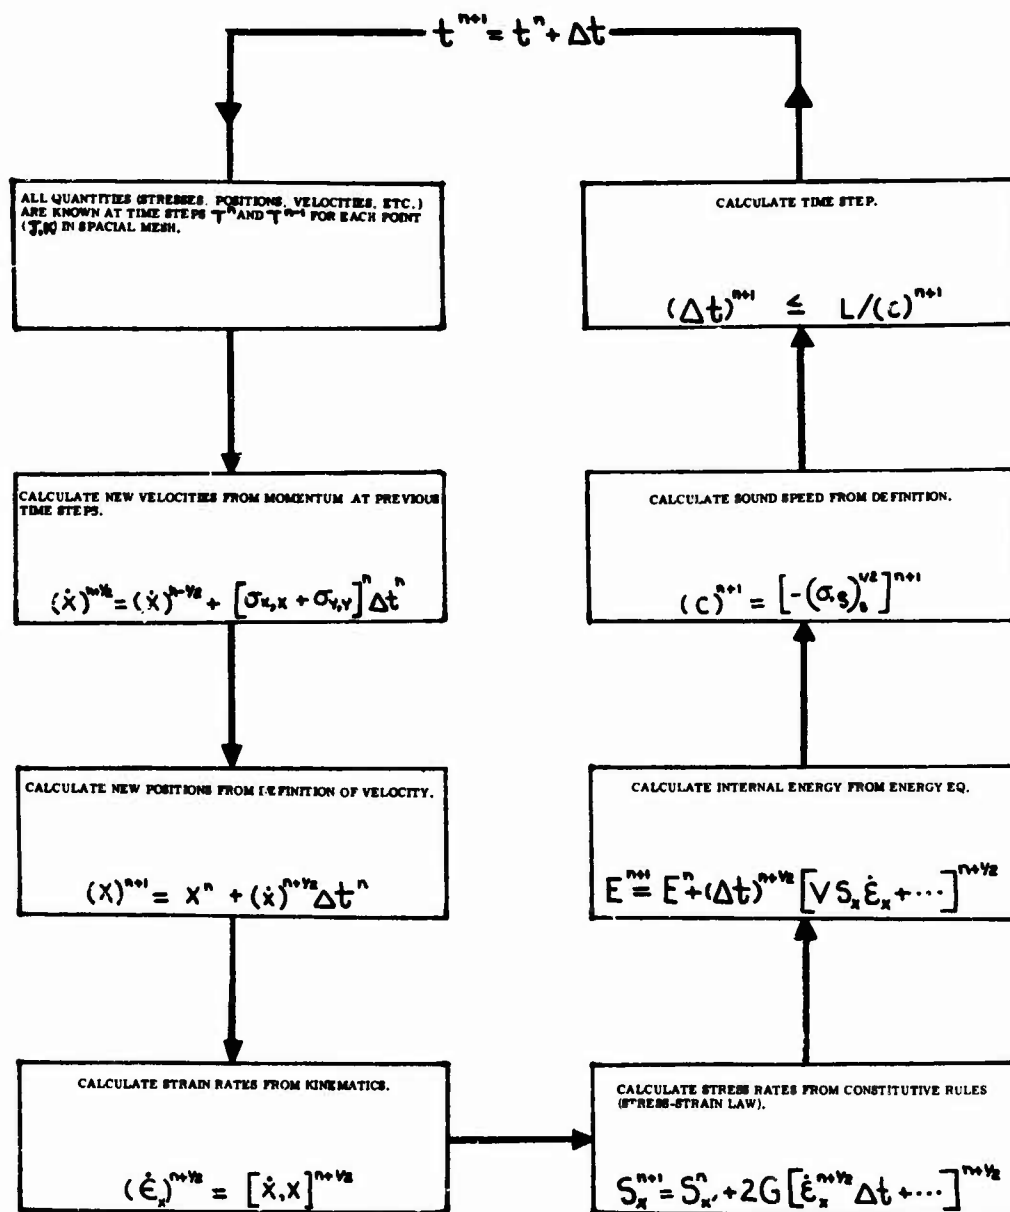 t^{n+1} = t^n + Δt
ALL QUANTITIES (STRESSES, POSITIONS, VELOCITIES, ETC.)
ARE KNOWN AT TIME STEPS T^n AND T^{n-1} FOR EACH POINT
(J,K) IN SPACIAL MESH.
CALCULATE NEW VELOCITIES FROM MOMENTUM AT PREVIOUS
TIME STEPS.
(ẋ)^{n+1/2} = (ẋ)^{n-1/2} + [σ_{x,x} + σ_{y,y}]^n Δt^n
CALCULATE NEW POSITIONS FROM DEFINITION OF VELOCITY.
(X)^{n+1} = X^n + (ẋ)^{n+1/2} Δt^n
CALCULATE STRAIN RATES FROM KINEMATICS.
(ε̇_x)^{n+1/2} = [ẋ,x]^{n+1/2}
CALCULATE STRESS RATES FROM CONSTITUTIVE RULES
(STRESS-STRAIN LAW).
S_x^{n+1} = S_x^n, + 2G [ε̇_x^{n+1/2} Δt + ···]^{n+1/2}
CALCULATE INTERNAL ENERGY FROM ENERGY EQ.
E^{n+1} = E^n + (Δt)^{n+1/2} [V S_x ε̇_x + ···]^{n+1/2}
CALCULATE SOUND SPEED FROM DEFINITION.
(C)^{n+1} = [-(σ,s)_s^{1/2}]^{n+1}
CALCULATE TIME STEP.
(Δt)^{n+1} ≤ L/(C)^{n+1}